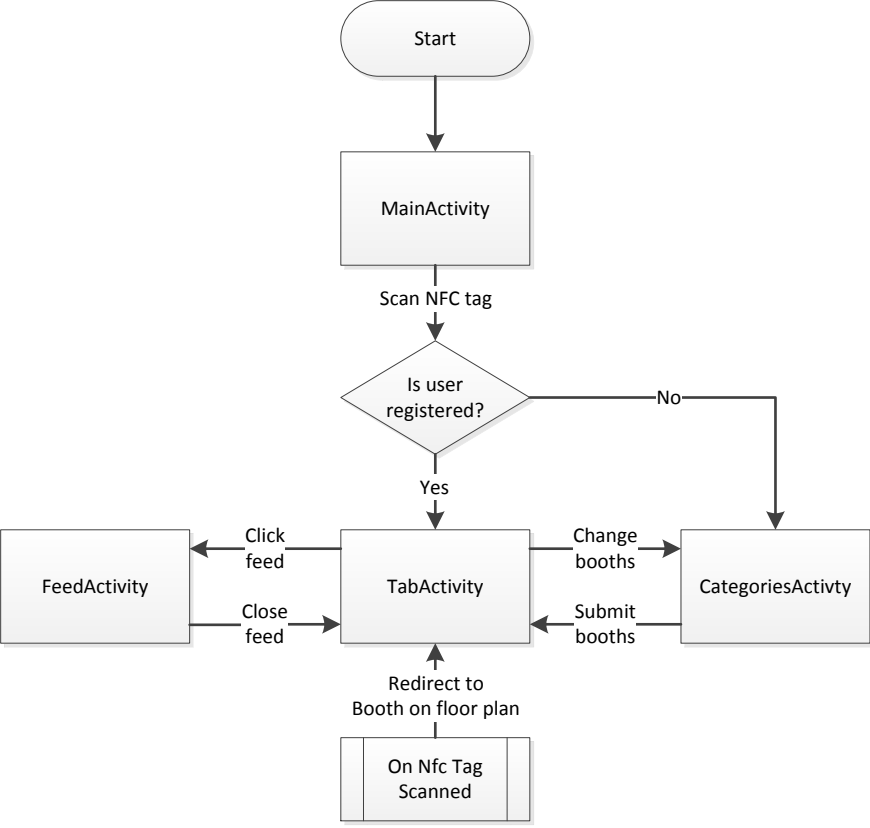 Start
MainActivity
Scan NFC tag
Is user
registered?
No
Yes
Click
feed
Change
booths
FeedActivity
TabActivity
CategoriesActivty
Close
feed
Submit
booths
Redirect to
Booth on floor plan
On Nfc Tag
Scanned